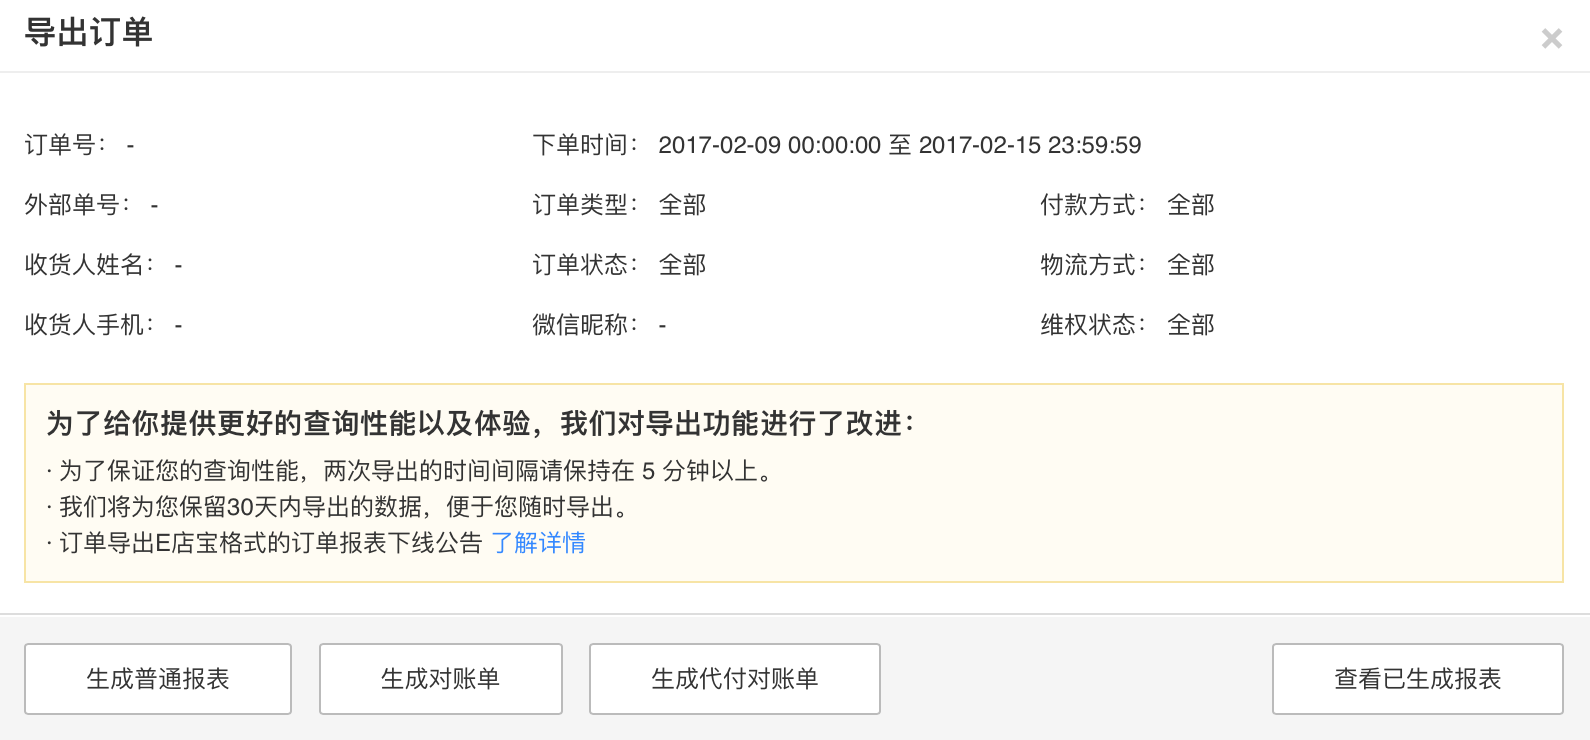 导出订单
×
订单号： -
下单时间： 2017-02-09 00:00:00 至 2017-02-15 23:59:59
外部单号： -
订单类型： 全部
付款方式： 全部
收货人姓名： -
订单状态： 全部
物流方式： 全部
收货人手机： -
微信昵称： -
维权状态： 全部
为了给你提供更好的查询性能以及体验，我们对导出功能进行了改进：
· 为了保证您的查询性能，两次导出的时间间隔请保持在 5 分钟以上。
· 我们将为您保留30天内导出的数据，便于您随时导出。
· 订单导出E店宝格式的订单报表下线公告 了解详情
生成普通报表
生成对账单
生成代付对账单
查看已生成报表